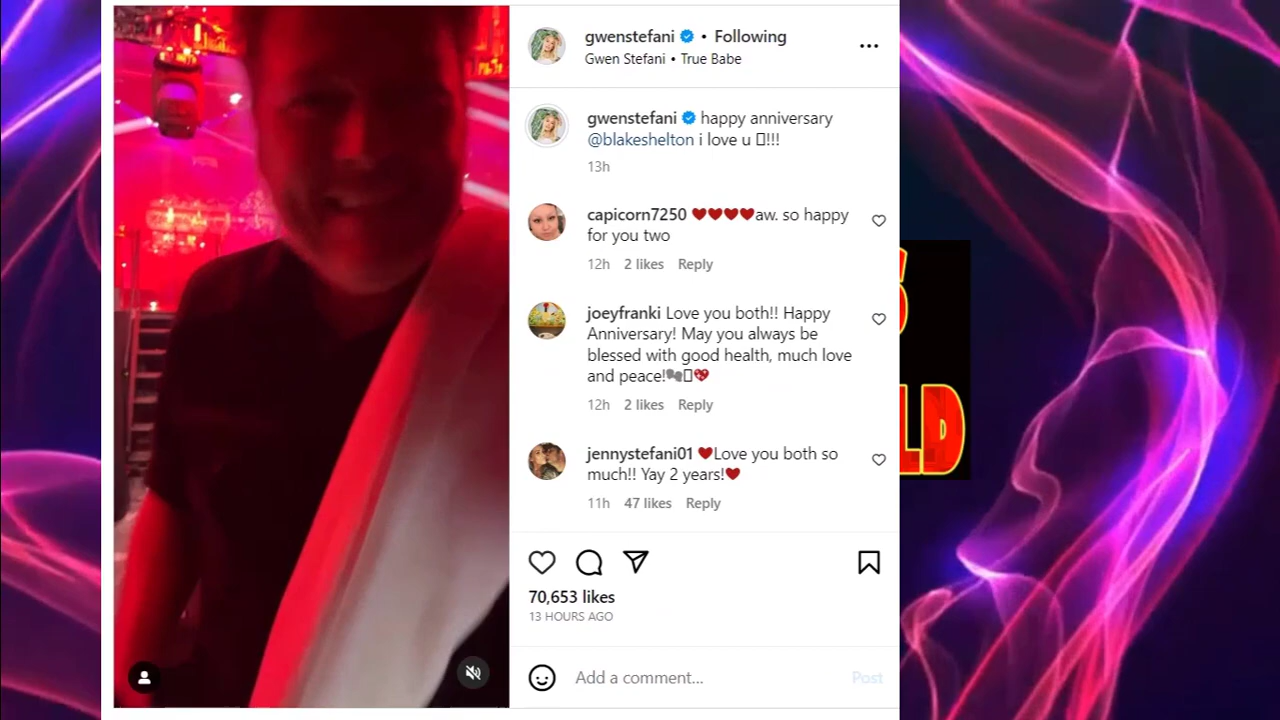 gwenstefani • Following
Gwen Stefani • True Babe
gwenstefani happy anniversary
@blakeshelton i love u !!!
13h
capicorn7250 ❤❤❤❤aw. so happy
for you two
12h 2 likes Reply
joeyfranki Love you both!! Happy
Anniversary! May you always be
blessed with good health, much love
and peace!
12h 2 likes Reply
jennystefani01 ❤Love you both so
much!! Yay 2 years!❤
11h 47 likes Reply
70,653 likes
13 HOURS AGO
Add a comment... Post
LD